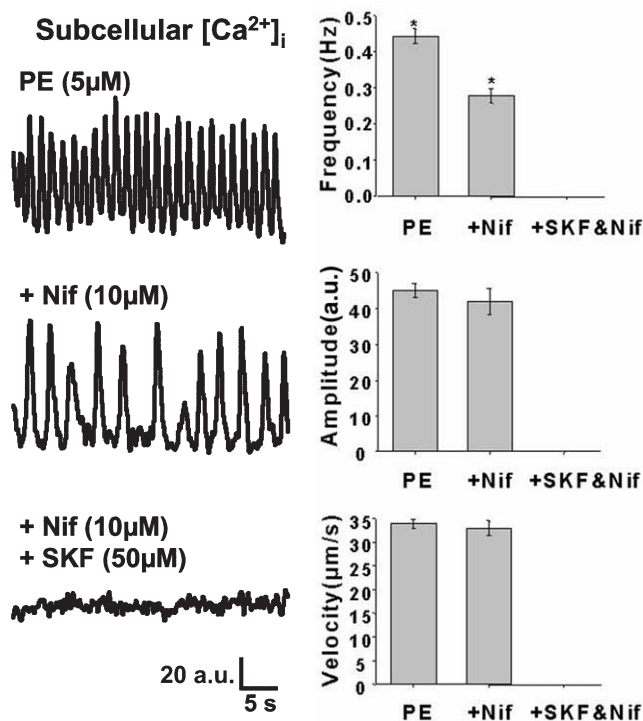 Subcellular [Ca²⁺]ᵢ
PE (5µM)
+ Nif (10µM)
+ Nif (10µM)
+ SKF (50µM)
20 a.u.
5 s
Frequency(Hz)
0.5
0.4
0.3
0.2
0.1
0.0
*
*
PE +Nif +SKF&Nif
Amplitude(a.u.)
50
40
30
20
10
0
PE +Nif +SKF&Nif
Velocity(µm/s)
35
30
25
20
15
10
5
0
PE +Nif +SKF&Nif